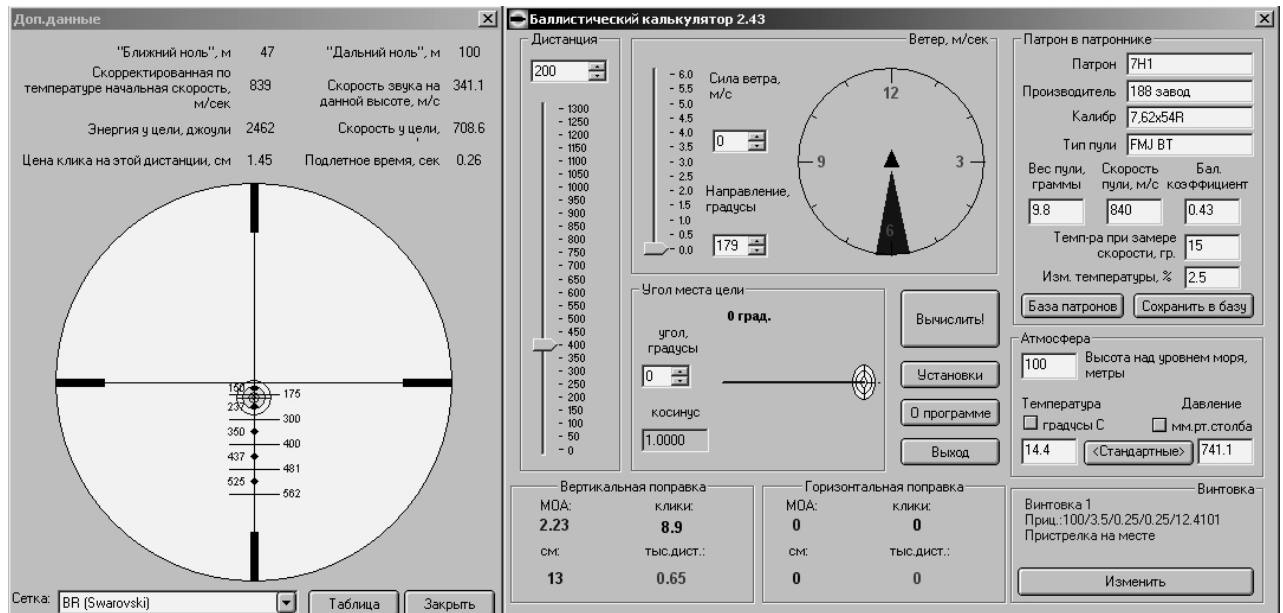 Доп.данные
"Ближний ноль", м 47 "Дальний ноль", м 100
Скорректированная по
температуре начальная скорость,
м/сек
839
Скорость звука на
данной высоте, м/с
341.1
Энергия у цели, джоули 2462 Скорость у цели, 708.6
Цена клика на этой дистанции, см 1.45 Подлетное время, сек 0.26
150
175
237
300
350
400
437
481
525
562
Сетка: BR (Swarovski) Таблица Закрыть
Баллистический калькулятор 2.43
Дистанция
200
1300
1250
1200
1150
1100
1050
1000
950
900
850
800
750
700
650
600
550
500
450
400
350
300
250
200
150
100
50
0
Ветер, м/сек
6.0
5.5
5.0
4.5
4.0
3.5
3.0
2.5
2.0
1.5
1.0
0.5
0.0
Сила ветра,
м/с
0
Направление,
градусы
179
12
9
3
6
Угол места цели
0 град.
угол,
градусы
0
косинус
1.0000
Вычислить!
Установки
О программе
Выход
Патрон в патроннике
Патрон 7Н1
Производитель 188 завод
Калибр 7,62x54R
Тип пули FMJ BT
Вес пули,
граммы
Скорость
пули, м/с
Бал.
коэффициент
9.8 840 0.43
Темп-ра при замере
скорости, гр.
15
Изм. температуры, % 2.5
База патронов Сохранить в базу
Атмосфера
100
Высота над уровнем моря,
метры
Температура Давление
градусы С мм.рт.столба
14.4 <Стандартные> 741.1
Вертикальная поправка
МОА: клики:
2.23 8.9
см: тыс.дист.:
13 0.65
Горизонтальная поправка
МОА: клики:
0 0
см: тыс.дист.:
0 0
Винтовка
Винтовка 1
Приц.:100/3.5/0.25/0.25/12.4101
Пристрелка на месте
Изменить